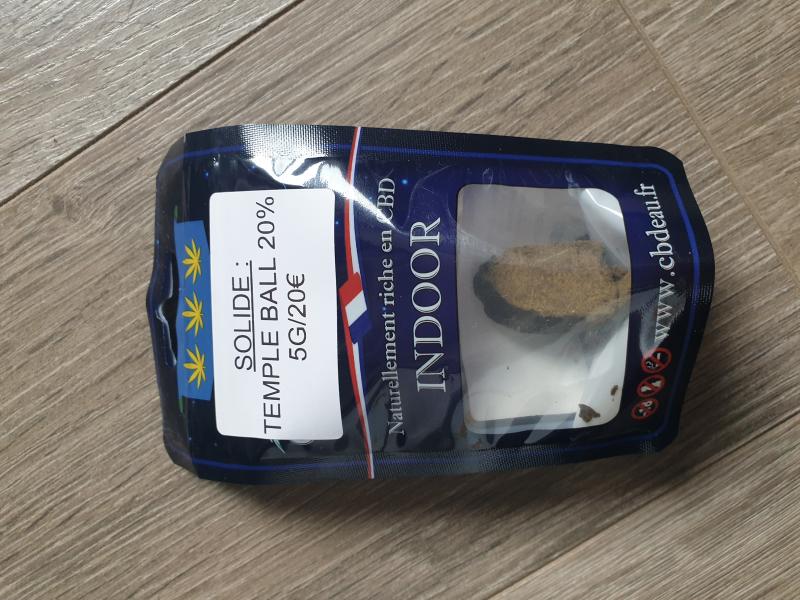 SOLIDE :
TEMPLE BALL 20%
5G/20€
Naturellement riche en CBD
INDOOR
www.cbdeau.fr